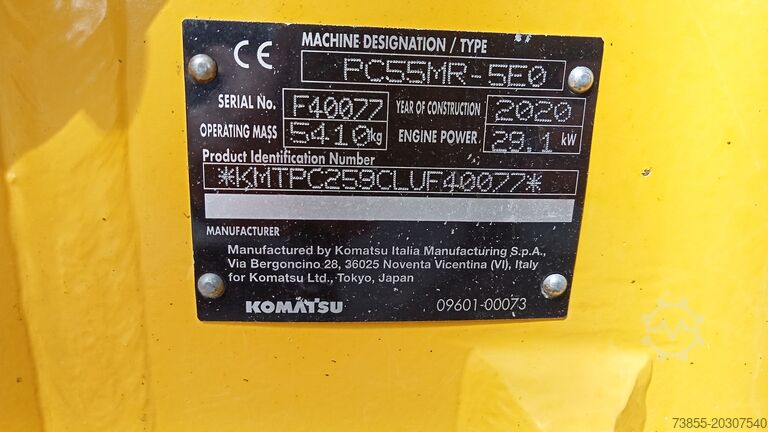 CE
MACHINE DESIGNATION / TYPE
PC55MR-5E0
SERIAL No. F40077 YEAR OF CONSTRUCTION 2020
OPERATING MASS 5410 kg ENGINE POWER 29.1 kW
Product Identification Number
*KMTPC259CLVF40077*
MANUFACTURER
Manufactured by Komatsu Italia Manufacturing S.p.A.,
Via Bergoncino 28, 36025 Noventa Vicentina (VI), Italy
for Komatsu Ltd., Tokyo, Japan
KOMATSU 09601-00073
73855-20307540